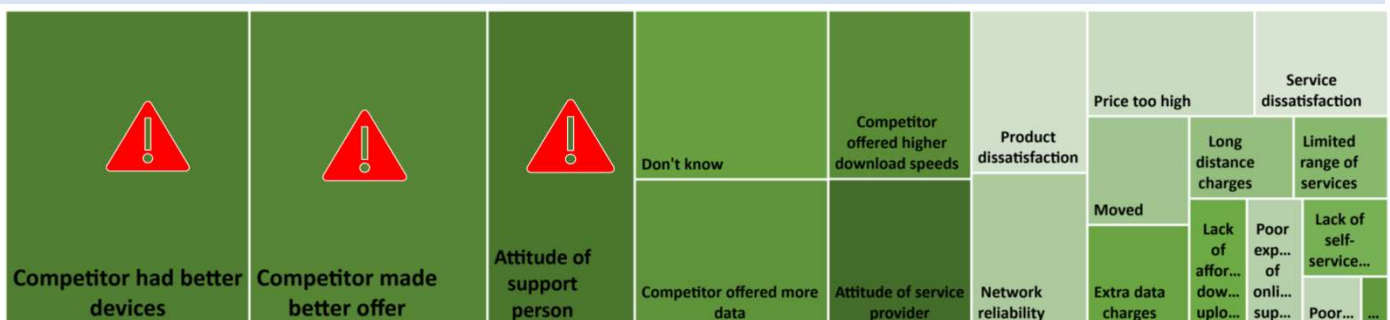 Competitor had better
devices
Competitor made
better offer
Attitude of
support
person
Don't know
Competitor offered more
data
Competitor
offered higher
download speeds
Attitude of service
provider
Product
dissatisfaction
Network
reliability
Price too high
Service
dissatisfaction
Moved
Extra data
charges
Long
distance
charges
Limited
range of
services
Lack
of
affor...
dow...
uplo...
Poor
exp...
of
onli...
sup...
Lack of
self-
service...
Poor...
...